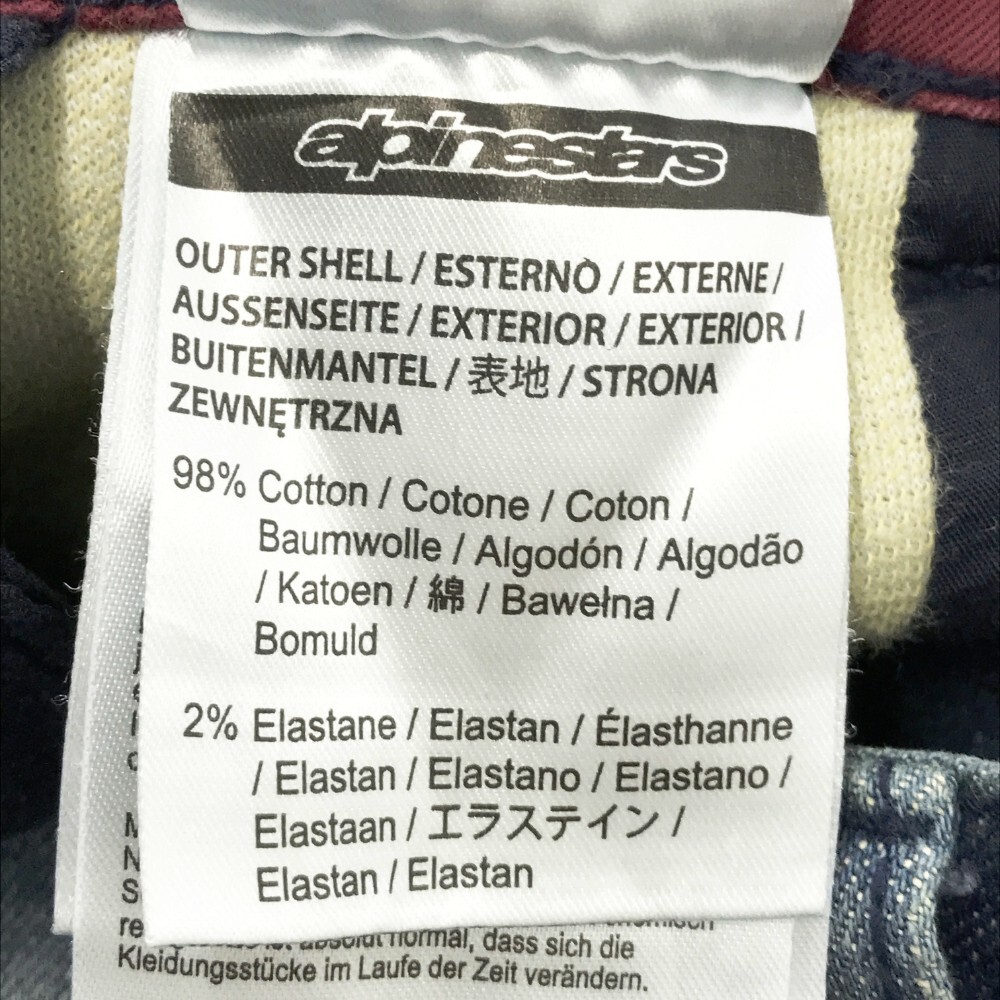 alpinestars
OUTER SHELL / ESTERNO / EXTERNE /
AUSSENSEITE / EXTERIOR / EXTERIOR /
BUITENMANTEL / 表地 / STRONA
ZEWNĘTRZNA
98% Cotton / Cotone / Coton /
Baumwolle / Algodón / Algodão
/ Katoen / 綿 / Bawełna /
Bomuld
2% Elastane / Elastan / Élasthanne
/ Elastan / Elastano / Elastano /
Elastaan / エラステイン /
Elastan / Elastan
absolut normal, dass sich die
Kleidungsstücke im Laufe der Zeit verändern.